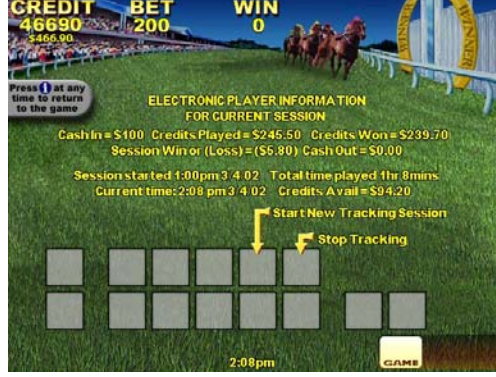 CREDIT BET WIN
46690 200 0
$466.90
WINNER
WINNER
Press i at any
time to return
to the game
ELECTRONIC PLAYER INFORMATION
FOR CURRENT SESSION
Cash In = $100 Credits Played = $245.50 Credits Won = $239.70
Session Win or (Loss) = ($5.80) Cash Out = $0.00
Session started 1:00pm 3/4/02 Total time played 1hr 8mins
Current time: 2:08 pm 3/4/02 Credits Avail = $94.20
Start New Tracking Session
Stop Tracking
2:08pm
GAME